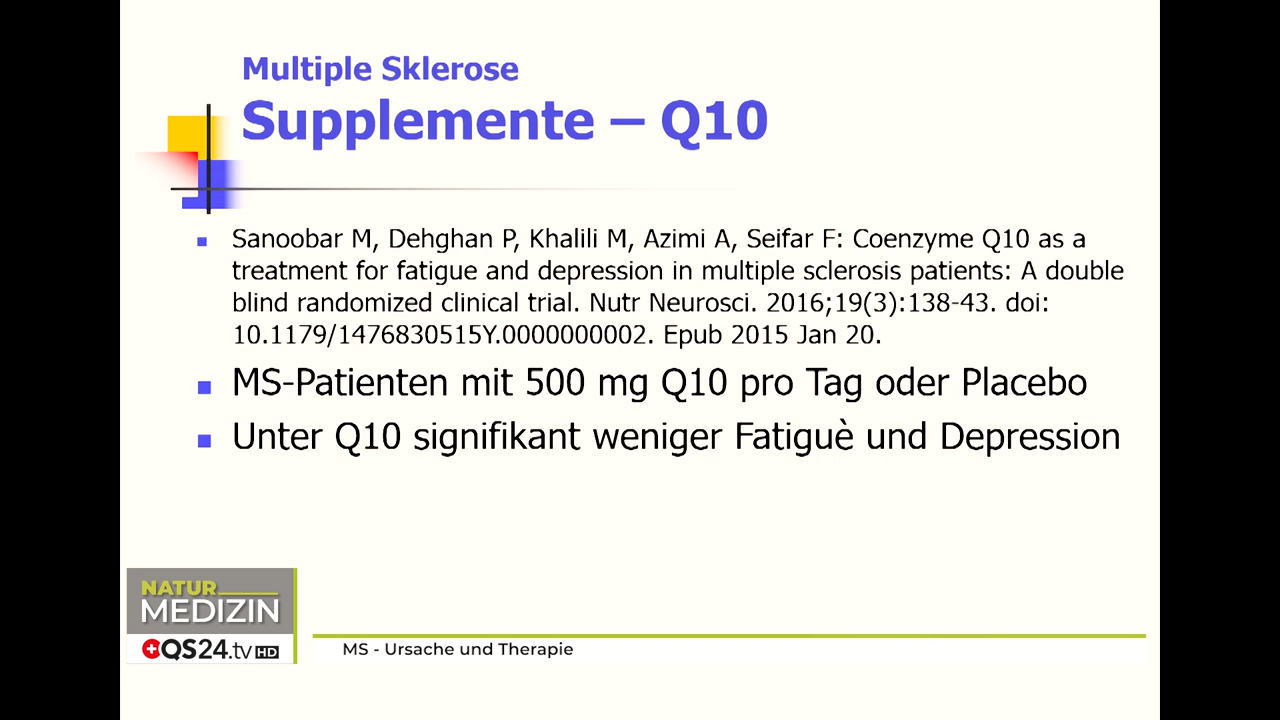 Multiple Sklerose
Supplemente – Q10
Sanoobar M, Dehghan P, Khalili M, Azimi A, Seifar F: Coenzyme Q10 as a
treatment for fatigue and depression in multiple sclerosis patients: A double
blind randomized clinical trial. Nutr Neurosci. 2016;19(3):138-43. doi:
10.1179/1476830515Y.0000000002. Epub 2015 Jan 20.
MS-Patienten mit 500 mg Q10 pro Tag oder Placebo
Unter Q10 signifikant weniger Fatiguè und Depression
NATUR
MEDIZIN
QS24.tv HD
MS - Ursache und Therapie